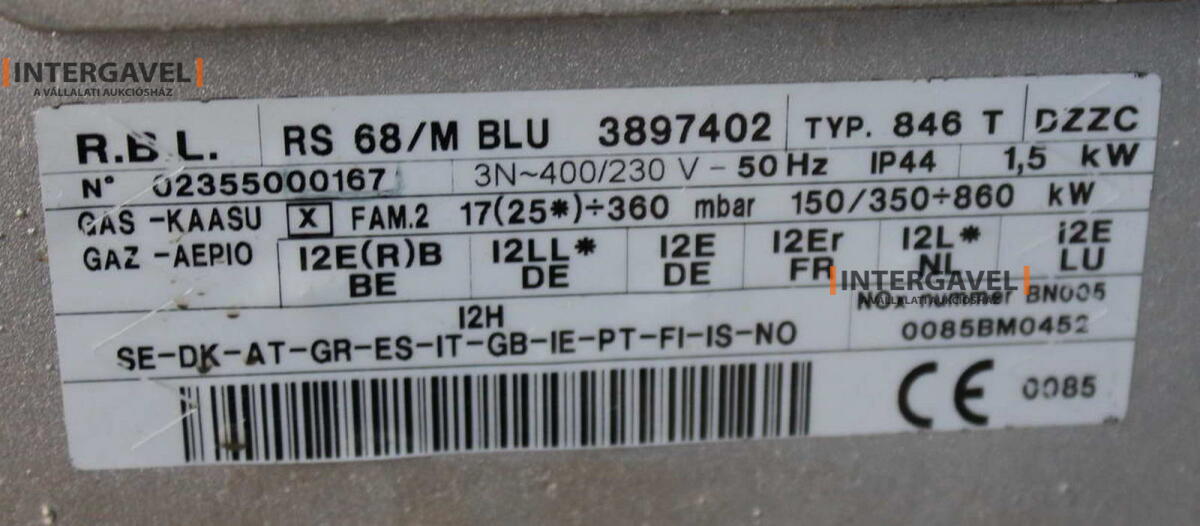 INTERGAVEL
A VÁLLALATI AUKCIÓSHÁZ
R.B.L. RS 68/M BLU 3897402 TYP. 846 T DZZC
N° 02355000167 3N~400/230 V - 50 Hz IP44 1,5 kW
GAS -KAASU X FAM.2 17(25*)÷360 mbar 150/350÷860 kW
GAZ -AEPIO I2E(R)B I2LL* I2E I2Er I2L* I2E
BE DE DE FR NL LU
INTERGAVEL
A VÁLLALATI AUKCIÓSHÁZ
BN005
I2H
0085BM0452
SE-DK-AT-GR-ES-IT-GB-IE-PT-FI-IS-NO
CE 0085